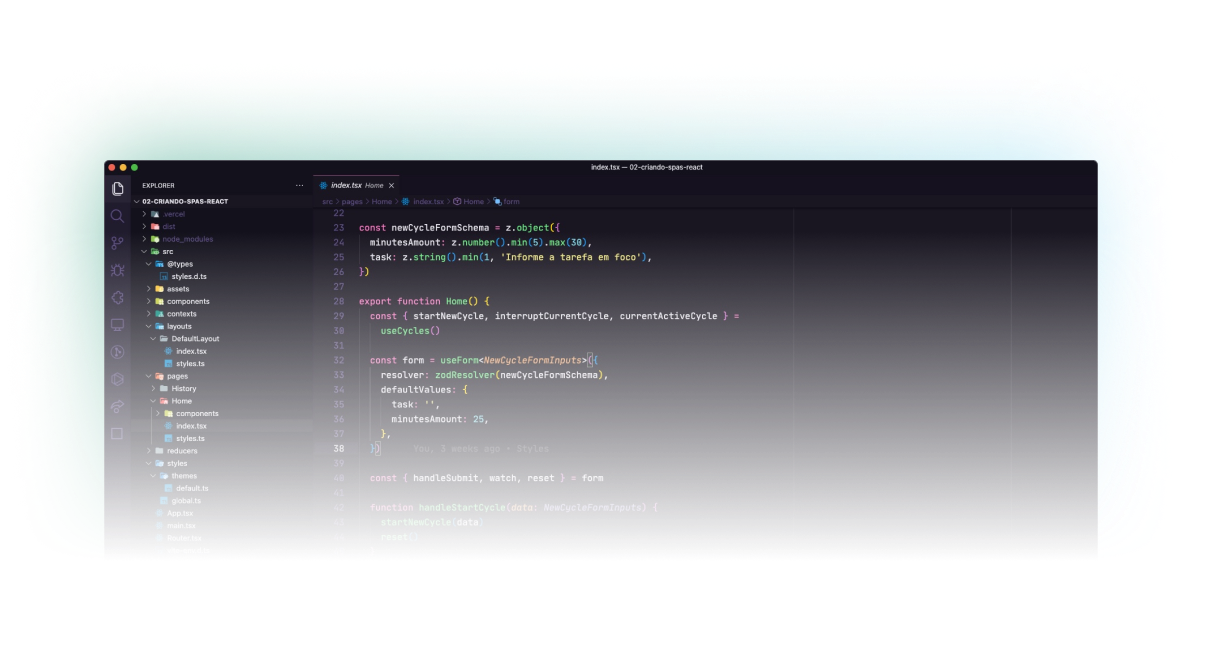 index.tsx — 02-criando-spas-react
EXPLORER
···
02-CRIANDO-SPAS-REACT
.vercel
dist
node_modules
src
@types
styles.d.ts
assets
components
contexts
layouts
DefaultLayout
index.tsx
styles.ts
pages
History
Home
components
index.tsx
styles.ts
reducers
styles
themes
default.ts
global.ts
App.tsx
main.tsx
Router.tsx
index.tsx Home ×
src > pages > Home > index.tsx > Home > form
22
23 const newCycleFormSchema = z.object({
24 minutesAmount: z.number().min(5).max(30),
25 task: z.string().min(1, 'Informe a tarefa em foco'),
26 })
27
28 export function Home() {
29 const { startNewCycle, interruptCurrentCycle, currentActiveCycle } =
30 useCycles()
31
32 const form = useForm<NewCycleFormInputs>({
33 resolver: zodResolver(newCycleFormSchema),
34 defaultValues: {
35 task: '',
36 minutesAmount: 25,
37 },
38 }) You, 3 weeks ago · Styles
39
40 const { handleSubmit, watch, reset } = form
41
42 function handleStartCycle(data: NewCycleFormInputs) {
43 startNewCycle(data)
reset()